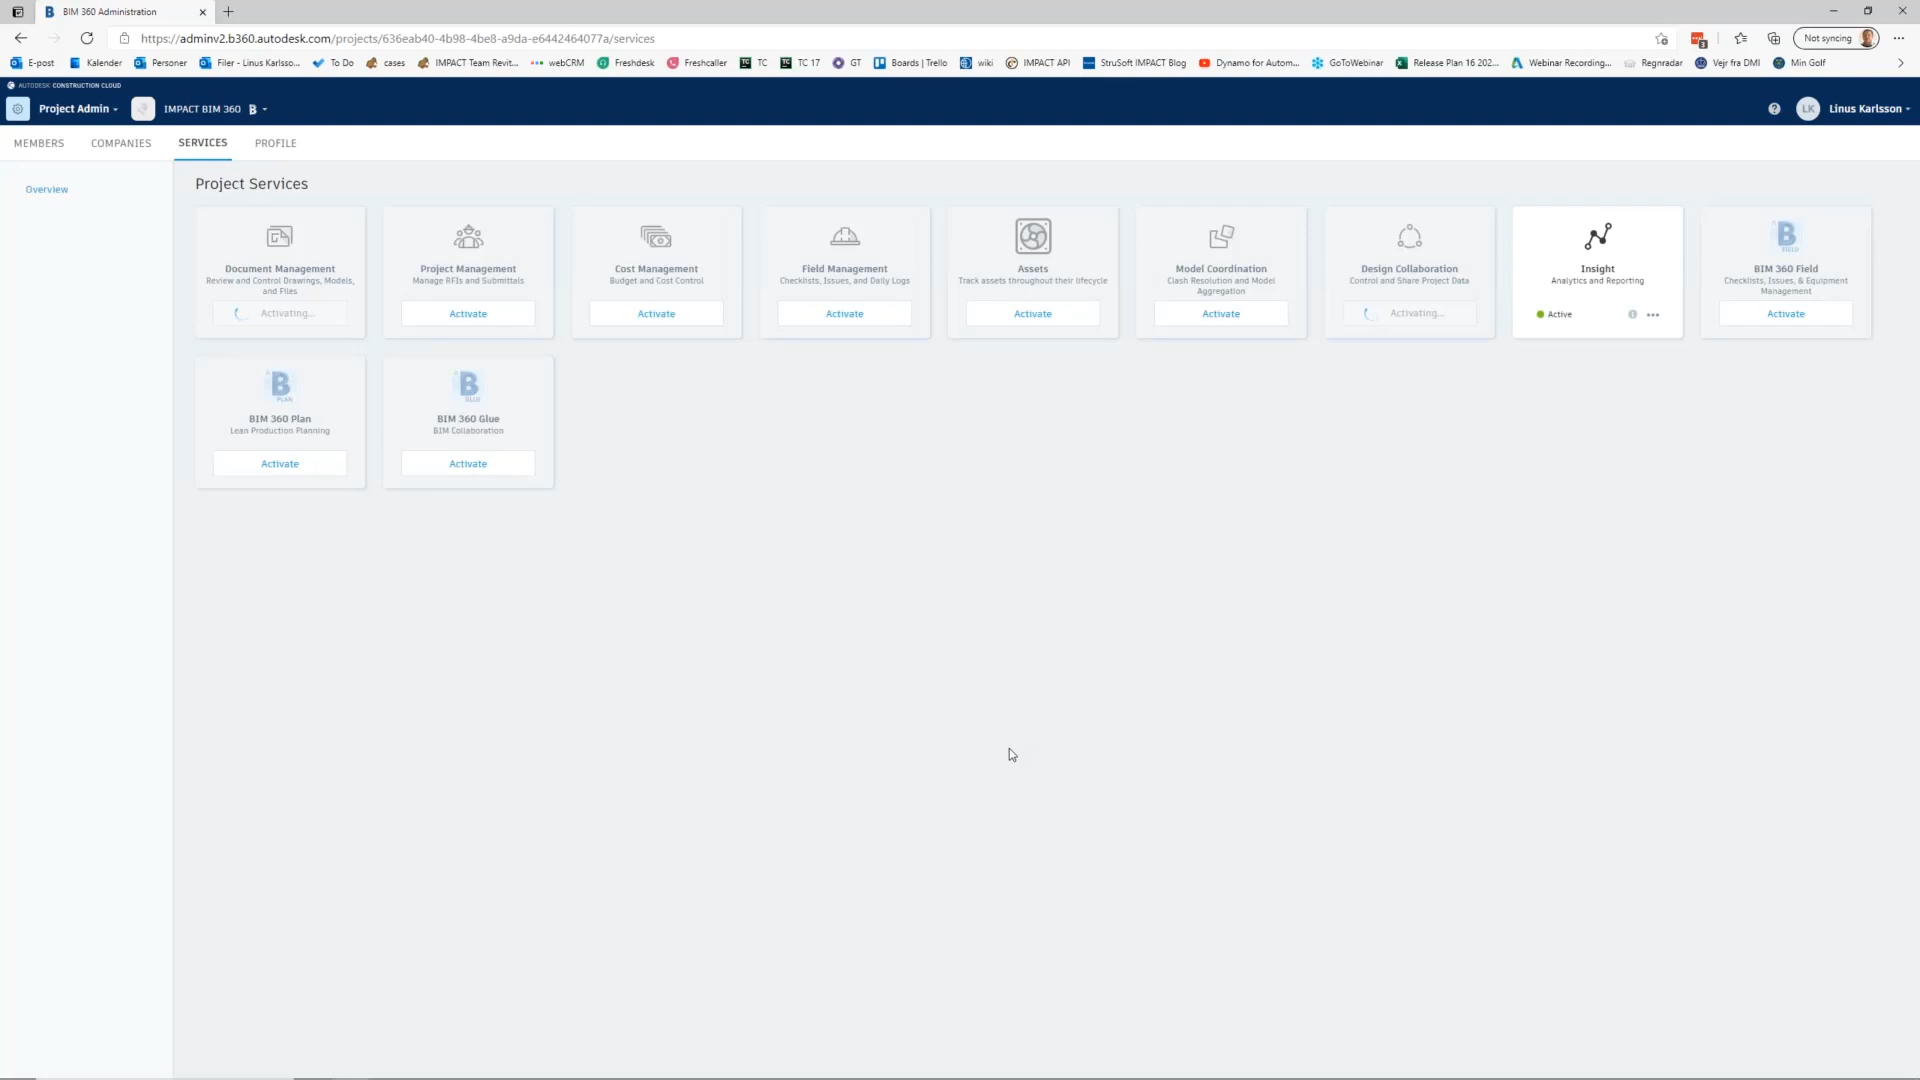 BIM 360 Administration
https://adminv2.b360.autodesk.com/projects/636eab40-4b98-4be8-a9da-e6442464077a/services
3
Not syncing
E-post
Kalender
Personer
Filer - Linus Karlsso...
To Do
cases
IMPACT Team Revit...
webCRM
Freshdesk
Freshcaller
TC
TC 17
GT
Boards | Trello
wiki
IMPACT API
StruSoft IMPACT Blog
Dynamo for Autom...
GoToWebinar
Release Plan 16 202...
Webinar Recording...
Regnradar
Vejr fra DMI
Min Golf
AUTODESK CONSTRUCTION CLOUD
Project Admin
IMPACT BIM 360
B
LK
Linus Karlsson
MEMBERS
COMPANIES
SERVICES
PROFILE
Overview
Project Services
Document Management
Review and Control Drawings, Models,
and Files
Activating...
Project Management
Manage RFIs and Submittals
Activate
Cost Management
Budget and Cost Control
Activate
Field Management
Checklists, Issues, and Daily Logs
Activate
Assets
Track assets throughout their lifecycle
Activate
Model Coordination
Clash Resolution and Model
Aggregation
Activate
Design Collaboration
Control and Share Project Data
Activating...
Insight
Analytics and Reporting
Active
B
FIELD
BIM 360 Field
Checklists, Issues, & Equipment
Management
Activate
B
PLAN
BIM 360 Plan
Lean Production Planning
Activate
B
GLUE
BIM 360 Glue
BIM Collaboration
Activate